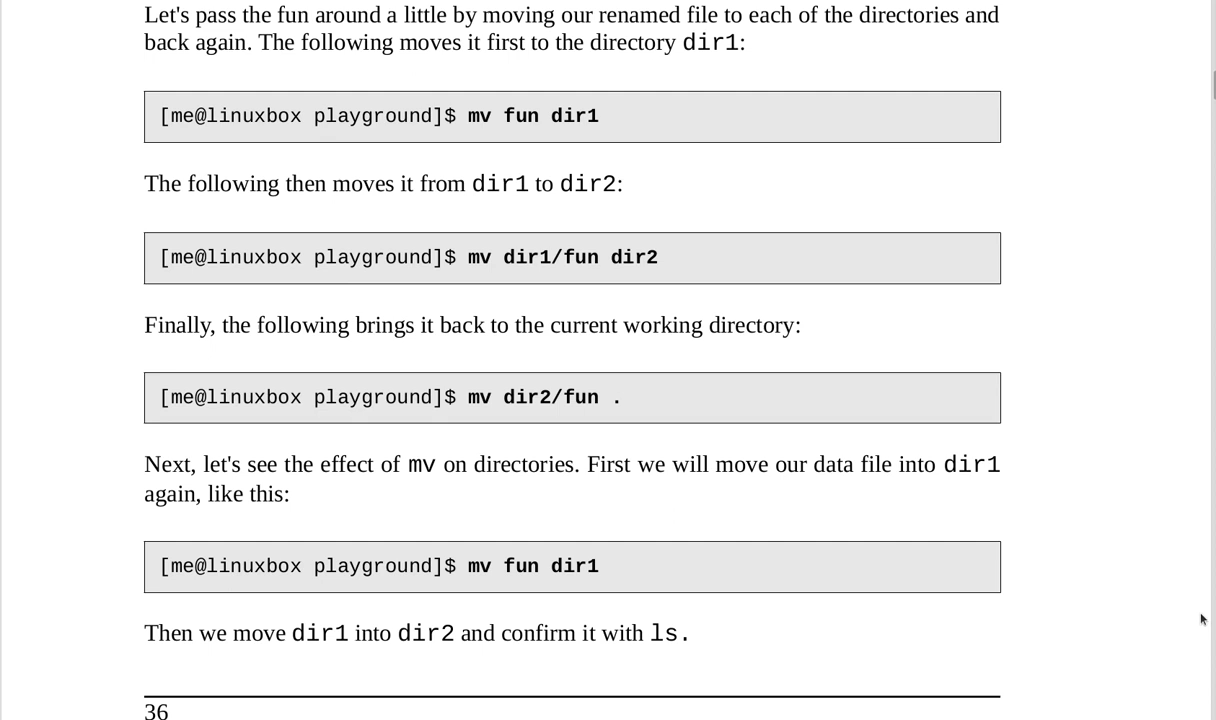 Let's pass the fun around a little by moving our renamed file to each of the directories and
back again. The following moves it first to the directory dir1:
[me@linuxbox playground]$ mv fun dir1
The following then moves it from dir1 to dir2:
[me@linuxbox playground]$ mv dir1/fun dir2
Finally, the following brings it back to the current working directory:
[me@linuxbox playground]$ mv dir2/fun .
Next, let's see the effect of mv on directories. First we will move our data file into dir1
again, like this:
[me@linuxbox playground]$ mv fun dir1
Then we move dir1 into dir2 and confirm it with ls.
36